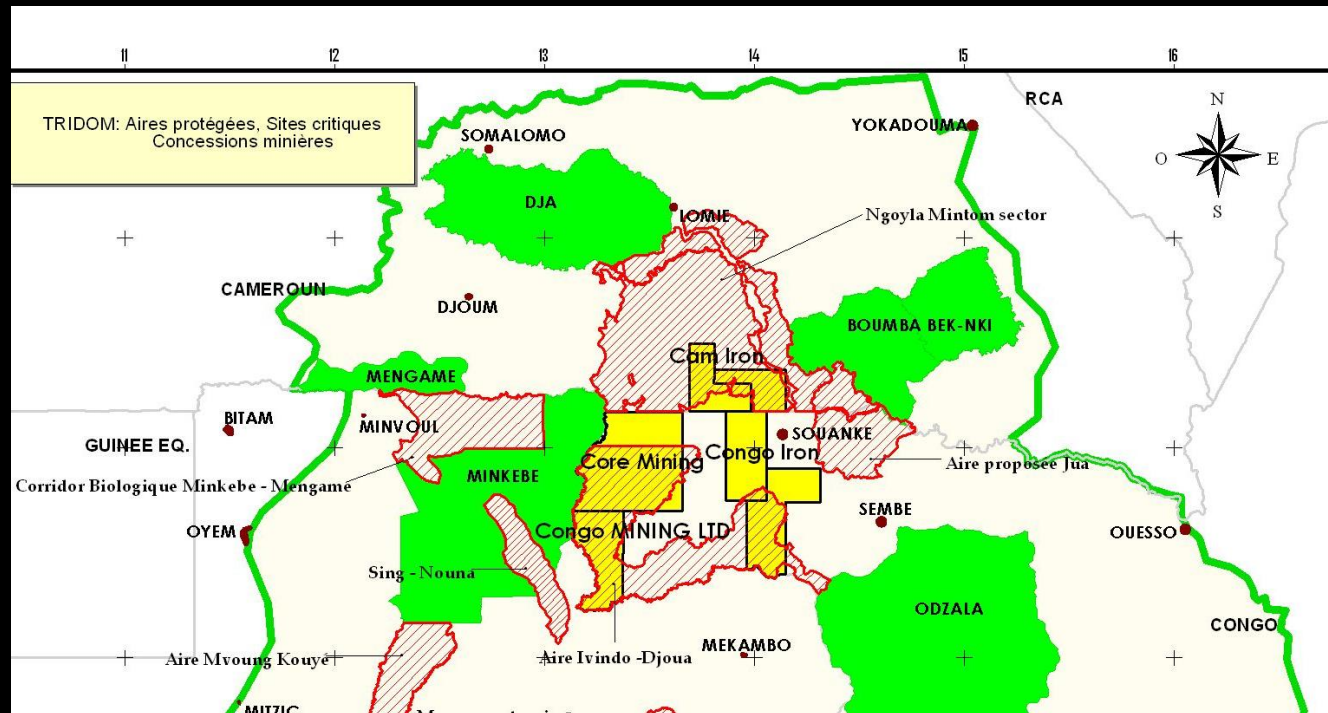 11 12 13 14 15 16
TRIDOM: Aires protégées, Sites critiques
Concessions minières
RCA
N
O E
S
YOKADOUMA
SOMALOMO
DJA
LOMIE
Ngoyla Mintom sector
CAMEROUN
DJOUM
BOUMBA BEK-NKI
Cam Iron
MENGAME
BITAM
MINVOUL
SOUANKE
GUINEE EQ.
Congo Iron
Core Mining
Aire proposée Jua
MINKEBE
Corridor Biologique Minkebe - Mengamé
SEMBE
OYEM
Congo MINING LTD
OUESSO
Sing - Nouna
ODZALA
CONGO
MEKAMBO
Aire Mvoung Kouyé
Aire Ivindo -Djoua
MITZIC